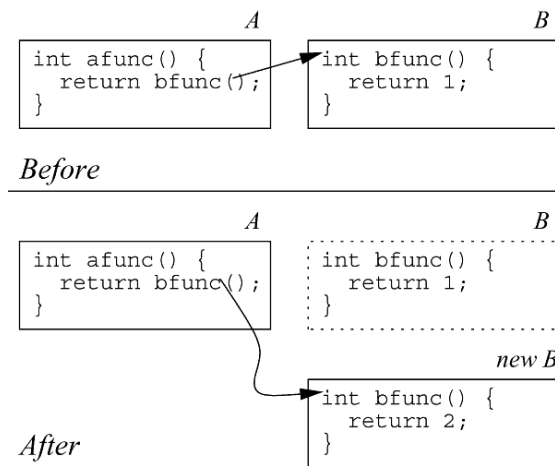 A
int afunc() {
  return bfunc();
}
B
int bfunc() {
  return 1;
}
Before
A
int afunc() {
  return bfunc();
}
B
int bfunc() {
  return 1;
}
new B
int bfunc() {
  return 2;
}
After